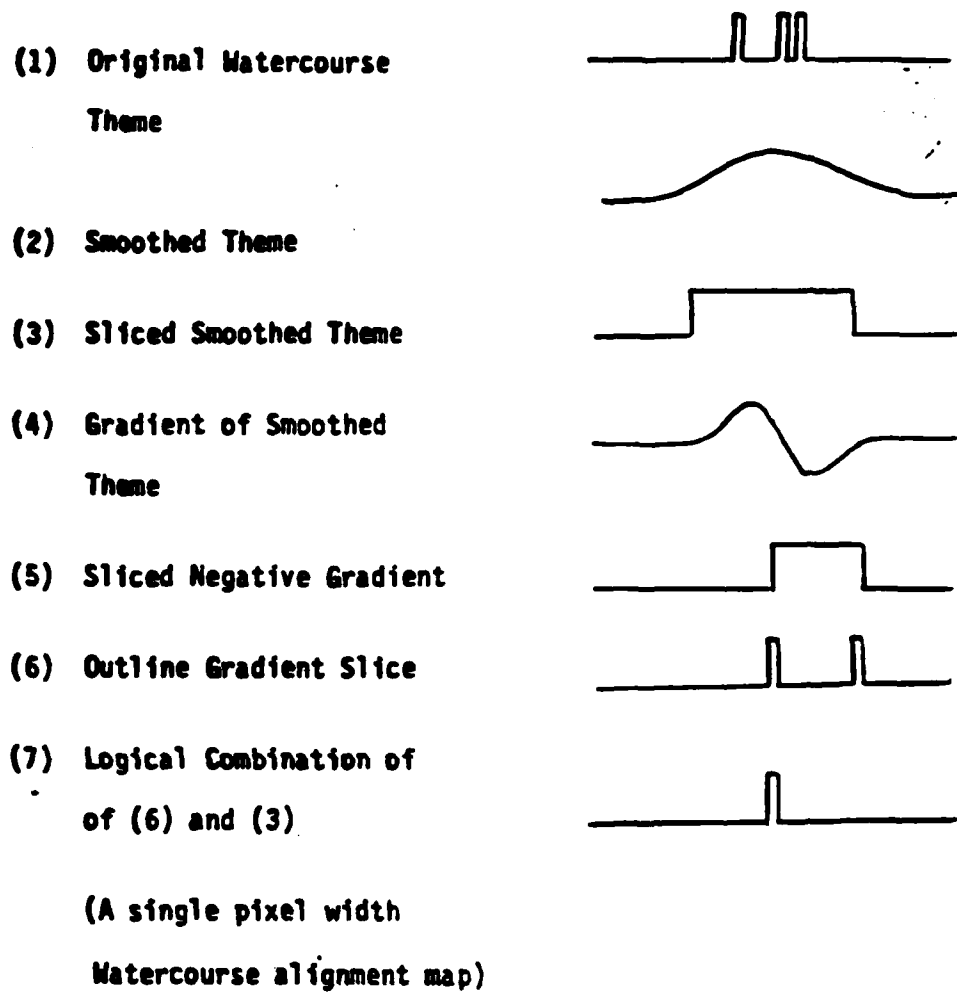 (1) Original Watercourse
Theme
(2) Smoothed Theme
(3) Sliced Smoothed Theme
(4) Gradient of Smoothed
Theme
(5) Sliced Negative Gradient
(6) Outline Gradient Slice
(7) Logical Combination of
of (6) and (3)
(A single pixel width
Watercourse alignment map)